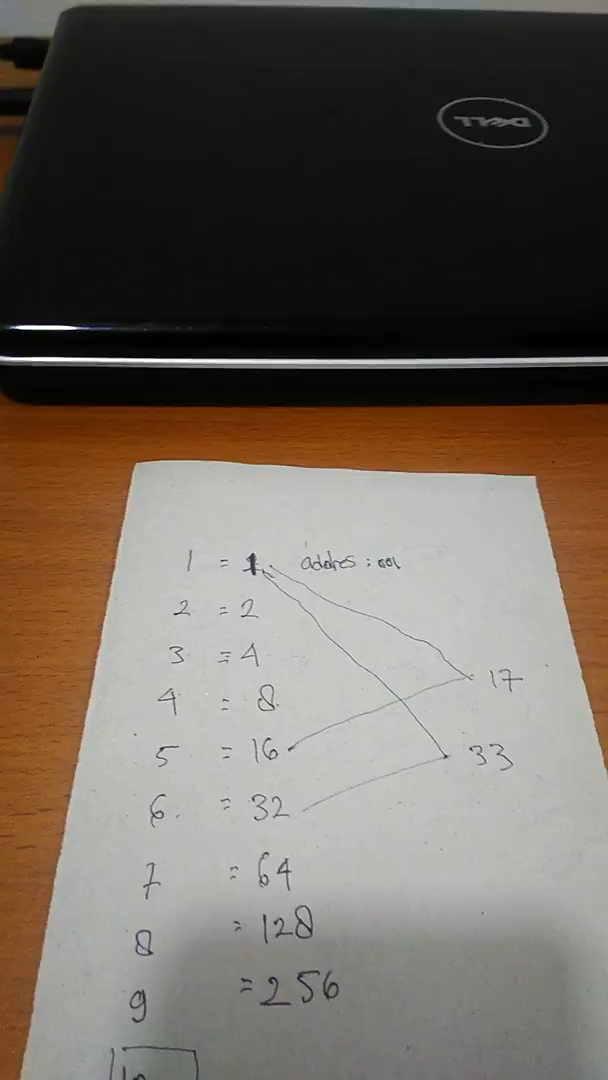 DELL
1 = 1 addres : 001
2 = 2
3 = 4
4 = 8
17
5 = 16
33
6. = 32
7 = 64
8 = 128
9 = 256